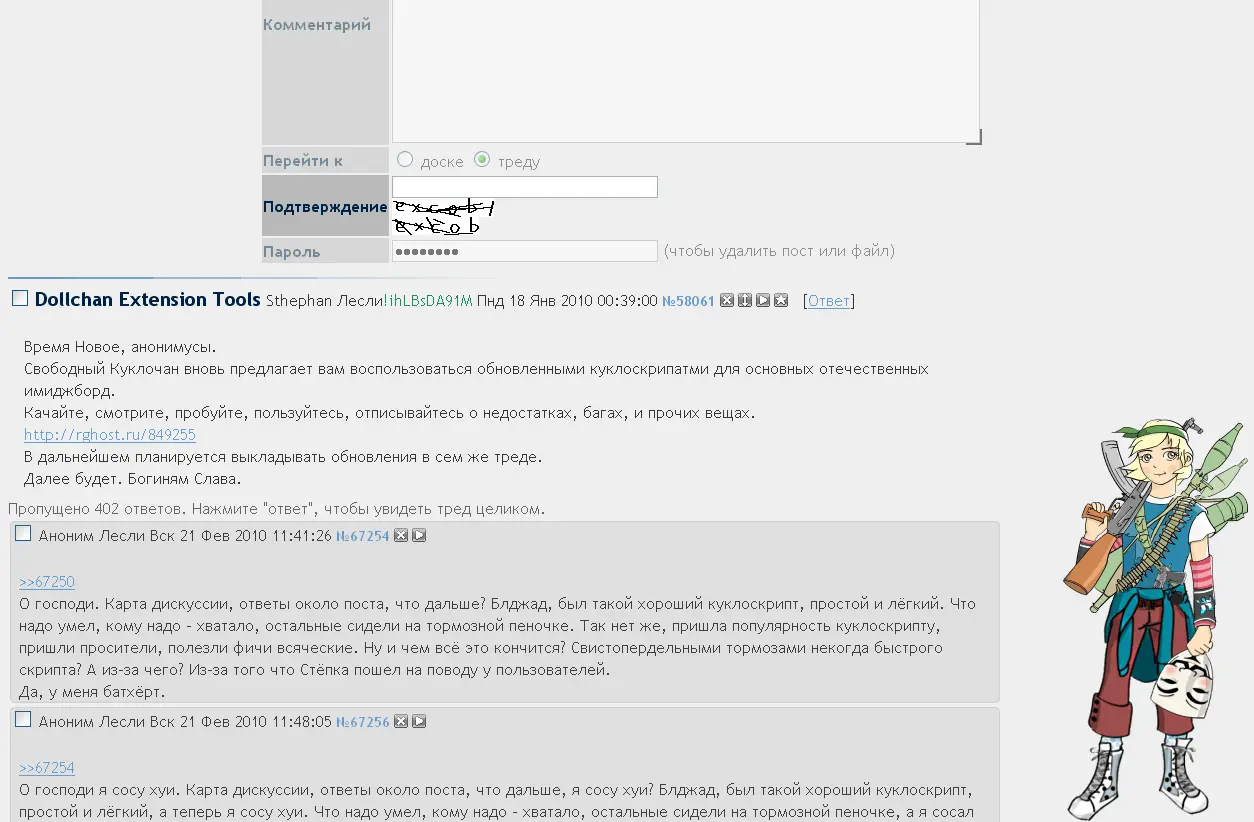 Комментарий
Перейти к доске треду
Подтверждение
Пароль (чтобы удалить пост или файл)
Dollchan Extension Tools Sthephan Лесли!ihLBsDA91M Пнд 18 Янв 2010 00:39:00 №58061 [Ответ]
Время Новое, анонимусы.
Свободный Куклочан вновь предлагает вам воспользоваться обновленными куклоскрипатми для основных отечественных
имиджборд.
Качайте, смотрите, пробуйте, пользуйтесь, отписывайтесь о недостатках, багах, и прочих вещах.
http://rghost.ru/849255
В дальнейшем планируется выкладывать обновления в сем же треде.
Далее будет. Богиням Слава.
Пропущено 402 ответов. Нажмите "ответ", чтобы увидеть тред целиком.
Аноним Лесли Вск 21 Фев 2010 11:41:26 №67254
>>67250
О господи. Карта дискуссии, ответы около поста, что дальше? Блджад, был такой хороший куклоскрипт, простой и лёгкий. Что
надо умел, кому надо - хватало, остальные сидели на тормозной пеночке. Так нет же, пришла популярность куклоскрипту,
пришли просители, полезли фичи всяческие. Ну и чем всё это кончится? Свистопердельными тормозами некогда быстрого
скрипта? А из-за чего? Из-за того что Стёпка пошел на поводу у пользователей.
Да, у меня батхёрт.
Аноним Лесли Вск 21 Фев 2010 11:48:05 №67256
>>67254
О господи я сосу хуи. Карта дискуссии, ответы около поста, что дальше, я сосу хуи? Блджад, был такой хороший куклоскрипт,
простой и лёгкий, а теперь я сосу хуи. Что надо умел, кому надо - хватало, остальные сидели на тормозной пеночке, а я сосал